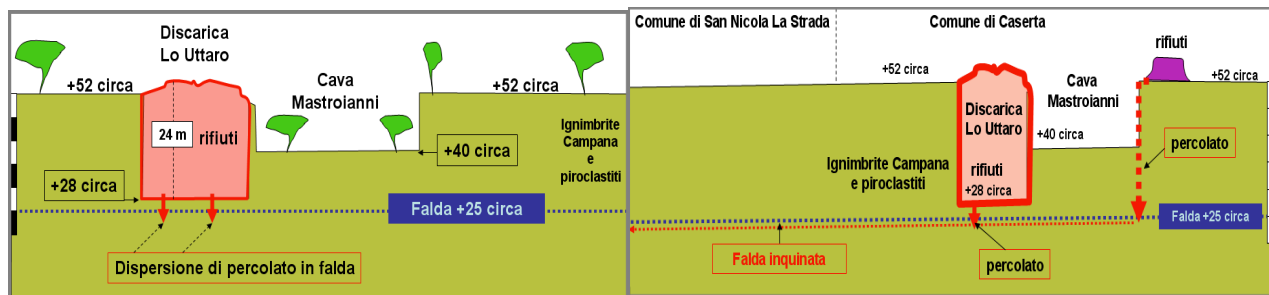 Discarica
Lo Uttaro
+52 circa
Cava
Mastroianni
+52 circa
24 m
rifiuti
Ignimbrite
Campana
e
piroclastiti
+40 circa
+28 circa
Falda +25 circa
Dispersione di percolato in falda
Comune di San Nicola La Strada
Comune di Caserta
rifiuti
+52 circa
+52 circa
Cava
Mastroianni
Discarica
Lo Uttaro
+40 circa
percolato
Ignimbrite Campana
e piroclastiti
rifiuti
+28 circa
Falda +25 circa
Falda inquinata
percolato